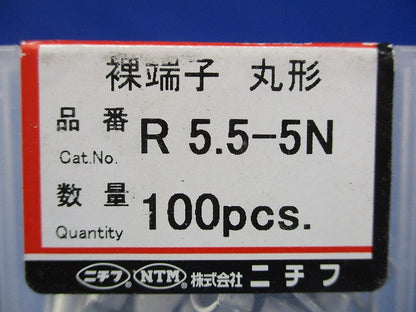 裸端子 丸形
品番 R 5.5-5N
Cat.No.
数量 100pcs.
Quantity
ニチフ® NTM® 株式会社 ニチフ